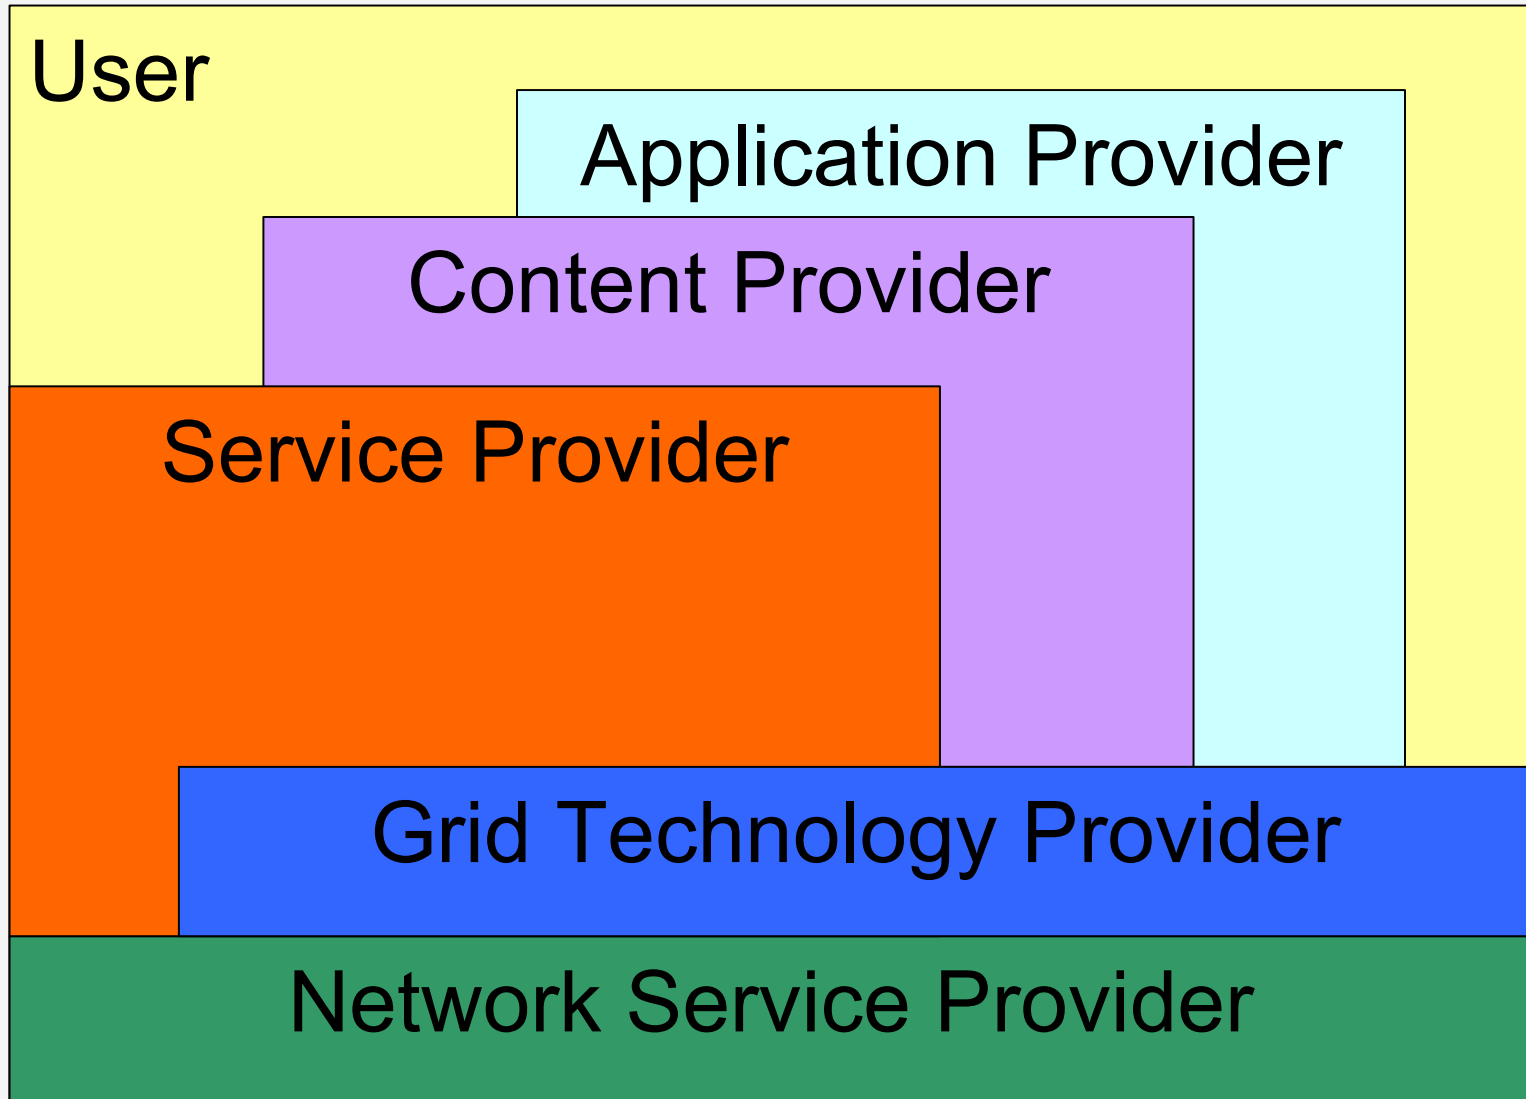 User
Application Provider
Content Provider
Service Provider
Grid Technology Provider
Network Service Provider